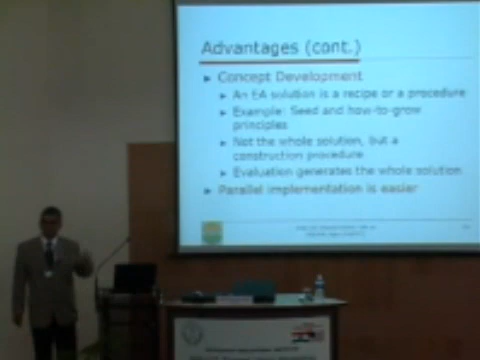 Advantages (cont.)
Concept Development
An EA solution is a recipe or a procedure
Example: Seed and how-to-grow
principles
Not the whole solution, but a
construction procedure
Evaluation generates the whole solution
Parallel implementation is easier